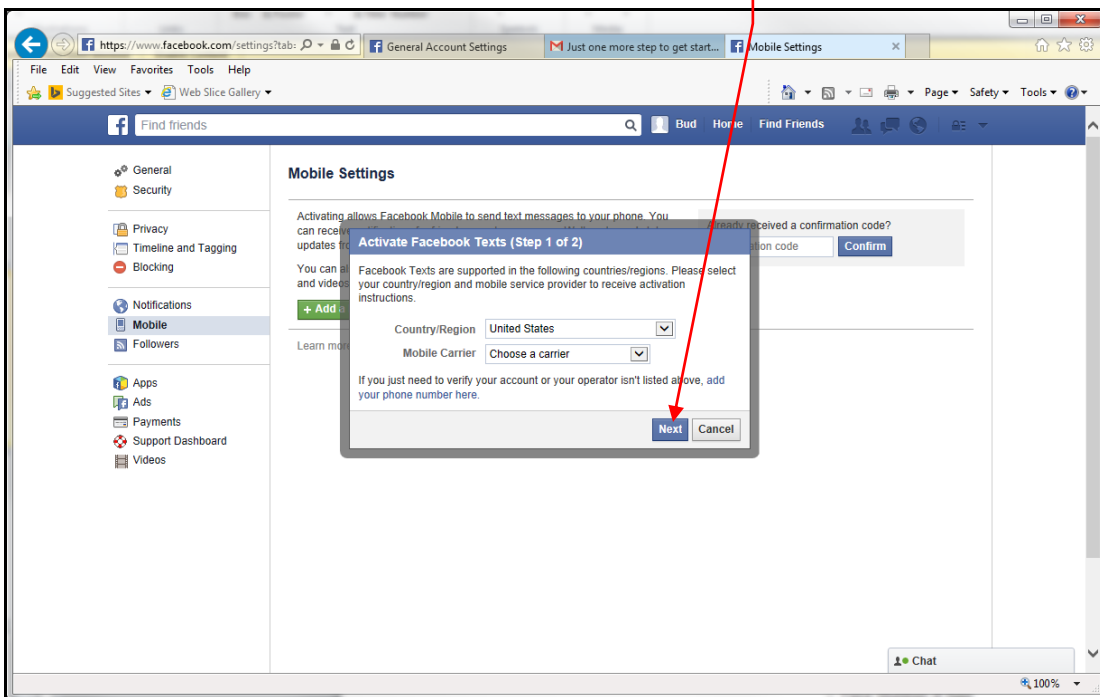 https://www.facebook.com/settings?tab:
General Account Settings
Just one more step to get start...
Mobile Settings
File Edit View Favorites Tools Help
Suggested Sites Web Slice Gallery
Page Safety Tools
Find friends
Bud Home Find Friends
General
Security
Privacy
Timeline and Tagging
Blocking
Notifications
Mobile
Followers
Apps
Ads
Payments
Support Dashboard
Videos
Mobile Settings
Activating allows Facebook Mobile to send text messages to your phone. You
can receive
updates
You can
and videos
+ Add a
Learn more
Already received a confirmation code?
code Confirm
Activate Facebook Texts (Step 1 of 2)
Facebook Texts are supported in the following countries/regions. Please select
your country/region and mobile service provider to receive activation
instructions.
Country/Region United States
Mobile Carrier Choose a carrier
If you just need to verify your account or your operator isn't listed above, add
your phone number here.
Next Cancel
Chat
100%